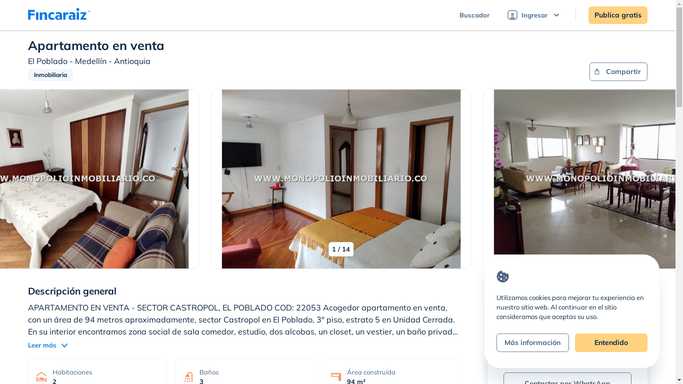 Fincaraiz
Buscador
Ingresar
Publica gratis
Apartamento en venta
El Poblado - Medellín - Antioquia
Inmobiliaria
Compartir
WWW.MONOPOLIOINMOBILIARIO.CO
WWW.MONOPOLIOINMOBILIARIO.CO
WWW.MONOPOLIOINMOBILIARIO
1 / 14
Descripción general
APARTAMENTO EN VENTA - SECTOR CASTROPOL, EL POBLADO COD: 22053 Acogedor apartamento en venta,
con un área de 94 metros aproximadamente, sector Castropol en El Poblado, 3° piso, estrato 5 en Unidad Cerrada.
En su interior encontramos zona social de sala comedor, estudio, dos alcobas, un closet, un vestier, un baño privad...
Leer más
Utilizamos cookies para mejorar tu experiencia en
nuestro sitio web. Al continuar en el sitio
consideramos que aceptas su uso.
Más información
Entendido
Habitaciones
2
Baños
3
Área construida
94 m²
Contactar por WhatsApp